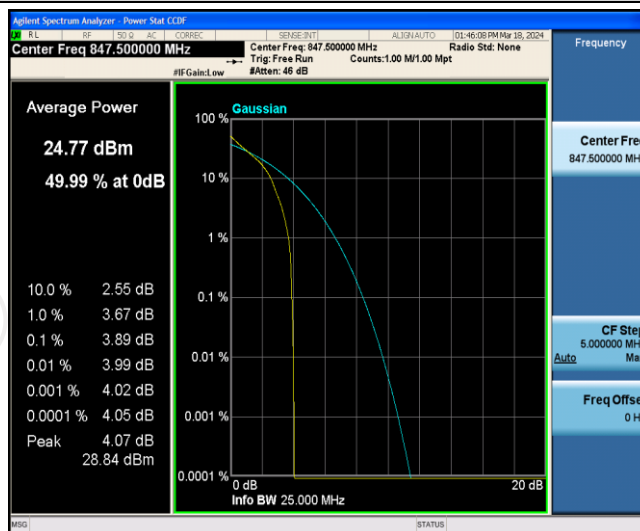 Agilent Spectrum Analyzer - Power Stat CCDF
RL RF 50 Ω AC CORREC SENSE:INT ALIGNAUTO 01:46:08 PM Mar 18, 2024
Center Freq 847.500000 MHz
Center Freq: 847.500000 MHz Radio Std: None
Trig: Free Run Counts:1.00 M/1.00 Mpt
#IFGain:Low #Atten: 46 dB
Frequency
Average Power
24.77 dBm
49.99 % at 0dB
10.0 % 2.55 dB
1.0 % 3.67 dB
0.1 % 3.89 dB
0.01 % 3.99 dB
0.001 % 4.02 dB
0.0001 % 4.05 dB
Peak 4.07 dB
28.84 dBm
Gaussian
100 %
10 %
1 %
0.1 %
0.01 %
0.001 %
0.0001 %
0 dB 20 dB
Info BW 25.000 MHz
Center Fre
847.500000 MH
CF Step
5.000000 MH
Auto Ma
Freq Offse
0 H
MSG STATUS